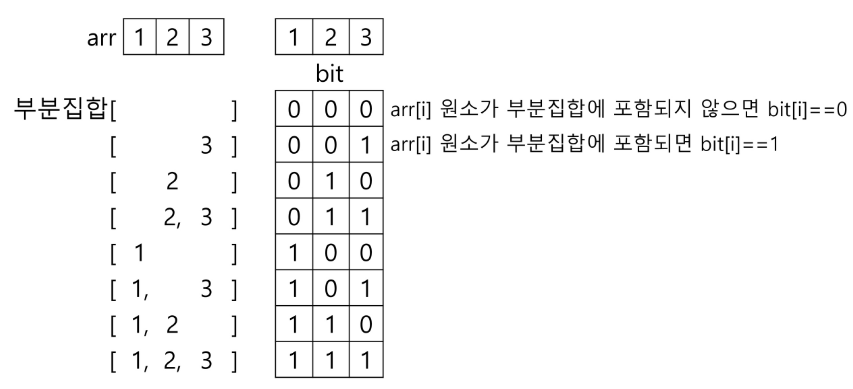 arr 1 2 3 1 2 3
bit
부분집합[ ] 0 0 0 arr[i] 원소가 부분집합에 포함되지 않으면 bit[i]==0
[ 3 ] 0 0 1 arr[i] 원소가 부분집합에 포함되면 bit[i]==1
[ 2 ] 0 1 0
[ 2, 3 ] 0 1 1
[ 1 ] 1 0 0
[ 1, 3 ] 1 0 1
[ 1, 2 ] 1 1 0
[ 1, 2, 3 ] 1 1 1